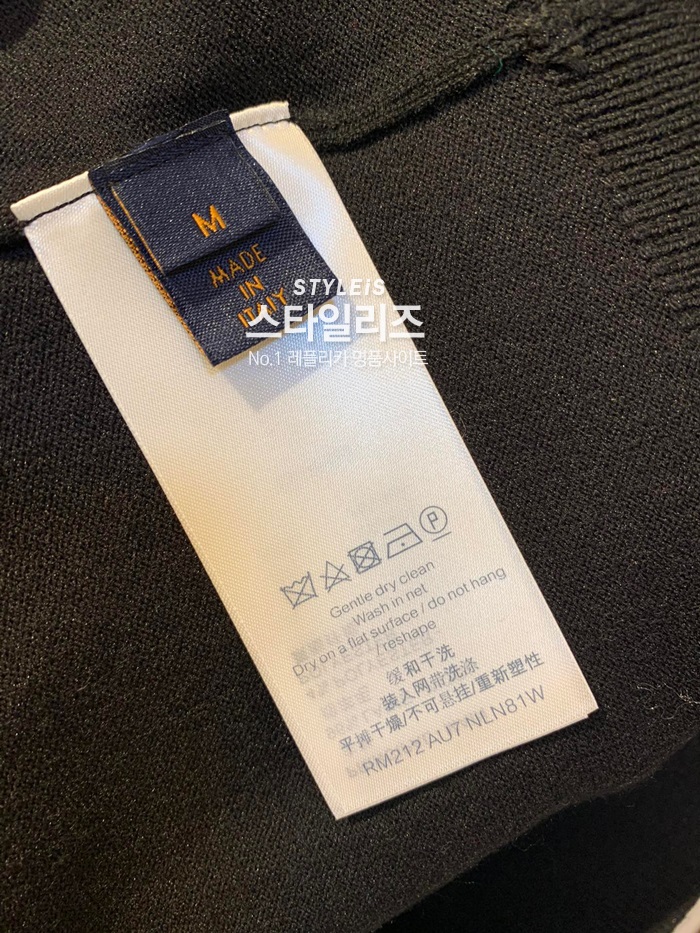 M
MADE
IN
ITALY
STYLEiS
스타일리즈
No.1 레플리카 명품사이트
P
Gentle dry clean
Wash in net
Dry on a flat surface / do not hang
/ reshape
缓和干洗
装入网带洗涤
平摊干燥/不可悬挂/重新塑性
RM212 AU7 NLN81W